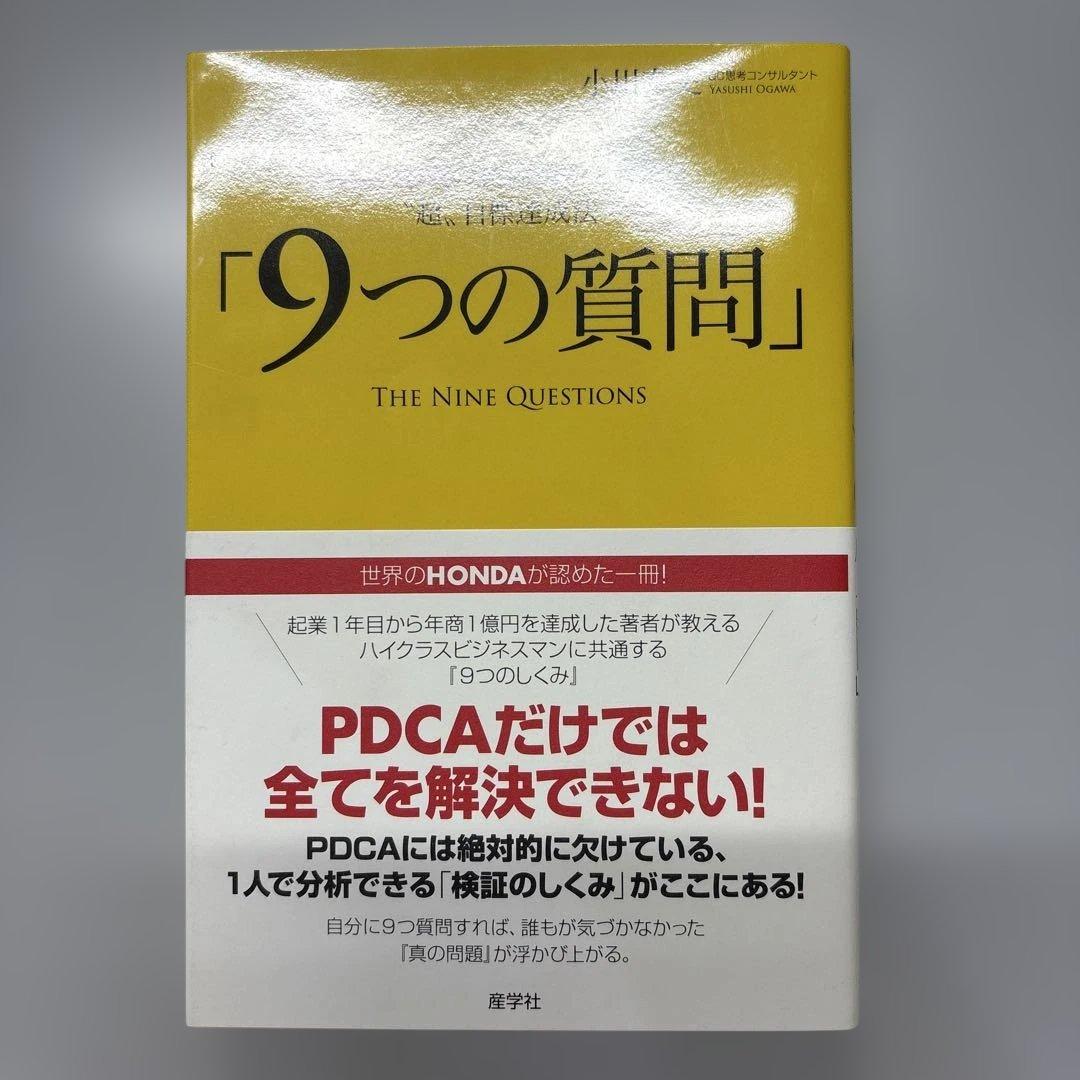 小川
思考コンサルタント
YASUSHI OGAWA
〝超〟目標達成法
「9つの質問」
THE NINE QUESTIONS
世界のHONDAが認めた一冊!
起業1年目から年商1億円を達成した著者が教える
ハイクラスビジネスマンに共通する
『9つのしくみ』
PDCAだけでは
全てを解決できない!
PDCAには絶対的に欠けている、
1人で分析できる「検証のしくみ」がここにある!
自分に9つ質問すれば、誰もが気づかなかった
『真の問題』が浮かび上がる。
産学社